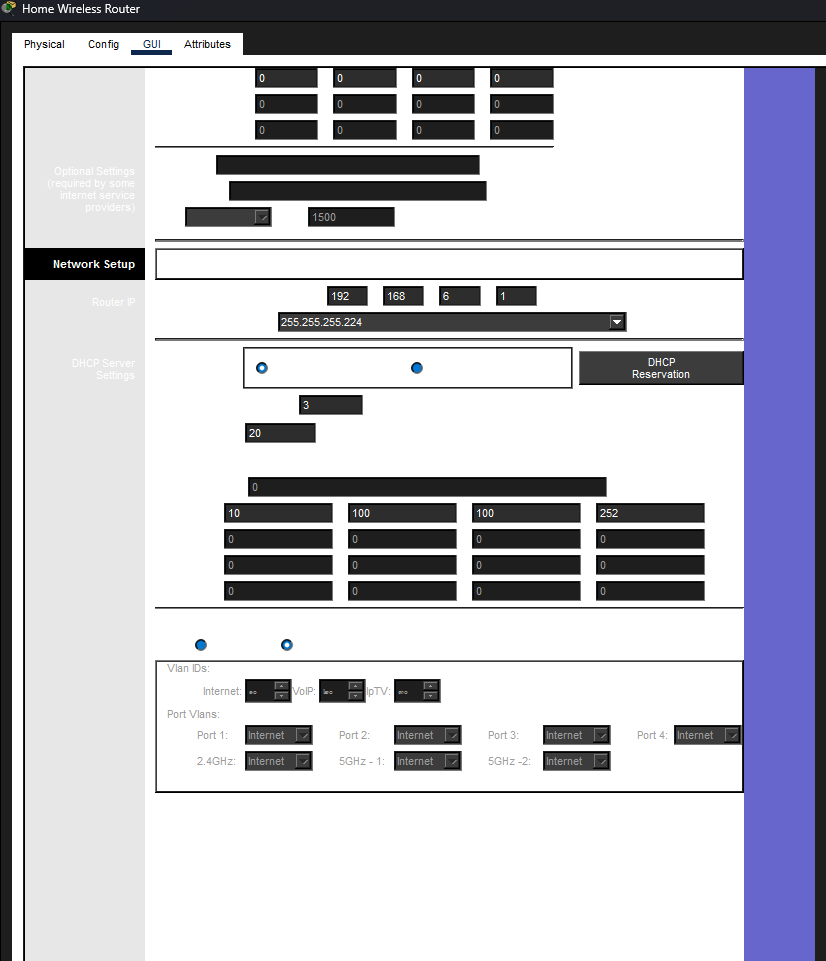 Home Wireless Router
Physical Config GUI Attributes
0 0 0 0
0 0 0 0
0 0 0 0
Optional Settings
(required by some
internet service
providers)
1500
Network Setup
Router IP
192 168 6 1
255.255.255.224
DHCP Server
Settings
DHCP
Reservation
3
20
0
10 100 100 252
0 0 0 0
0 0 0 0
0 0 0 0
Vlan IDs:
Internet: VoIP: IpTV:
Port Vlans:
Port 1: Internet Port 2: Internet Port 3: Internet Port 4: Internet
2.4GHz: Internet 5GHz - 1: Internet 5GHz -2: Internet